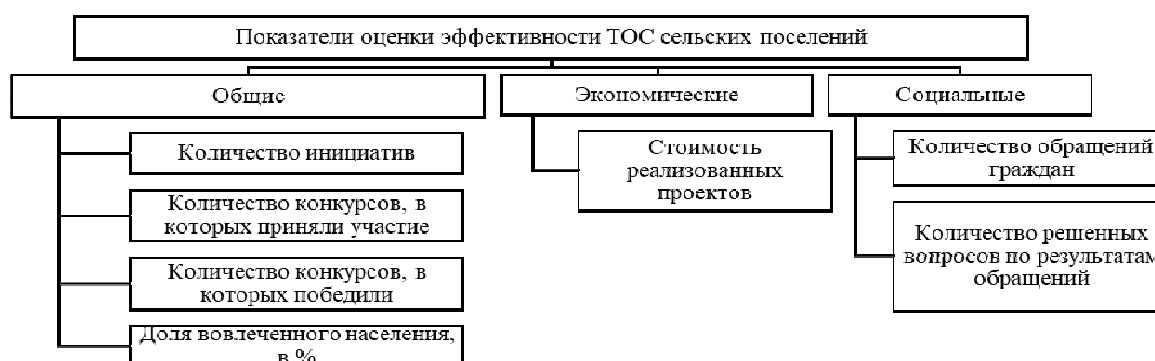 Показатели оценки эффективности ТОС сельских поселений
Общие
Количество инициатив
Количество конкурсов, в
которых приняли участие
Количество конкурсов, в
которых победили
Доля вовлеченного населения,
в %
Экономические
Стоимость
реализованных
проектов
Социальные
Количество обращений
граждан
Количество решенных
вопросов по результатам
обращений